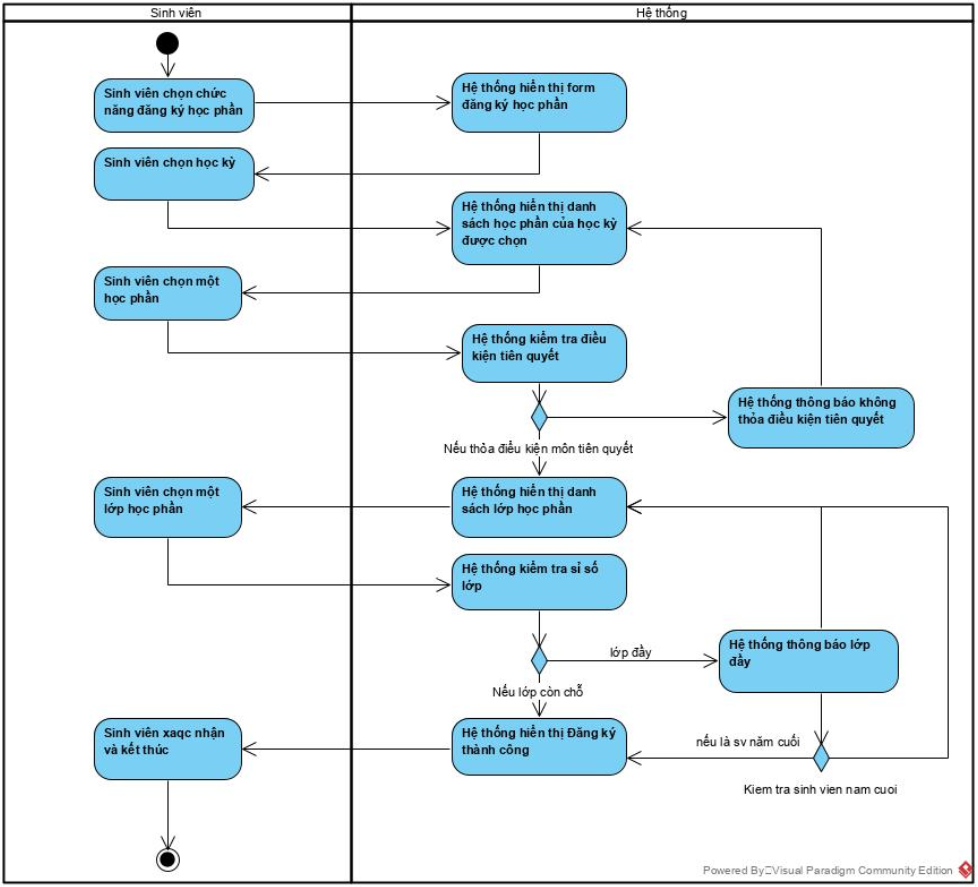 Sinh viên
Hệ thống
Sinh viên chọn chức
năng đăng ký học phần
Hệ thống hiển thị form
đăng ký học phần
Sinh viên chọn học kỳ
Hệ thống hiển thị danh
sách học phần của học kỳ
được chọn
Sinh viên chọn một
học phần
Hệ thống kiểm tra điều
kiện tiên quyết
Hệ thống thông báo không
thỏa điều kiện tiên quyết
Nếu thỏa điều kiện môn tiên quyết
Sinh viên chọn một
lớp học phần
Hệ thống hiển thị danh
sách lớp học phần
Hệ thống kiểm tra sỉ số
lớp
lớp đầy
Hệ thống thông báo lớp
đầy
Nếu lớp còn chỗ
Sinh viên xaqc nhận
và kết thúc
Hệ thống hiển thị Đăng ký
thành công
nếu là sv năm cuối
Kiem tra sinh vien nam cuoi
Powered By Visual Paradigm Community Edition